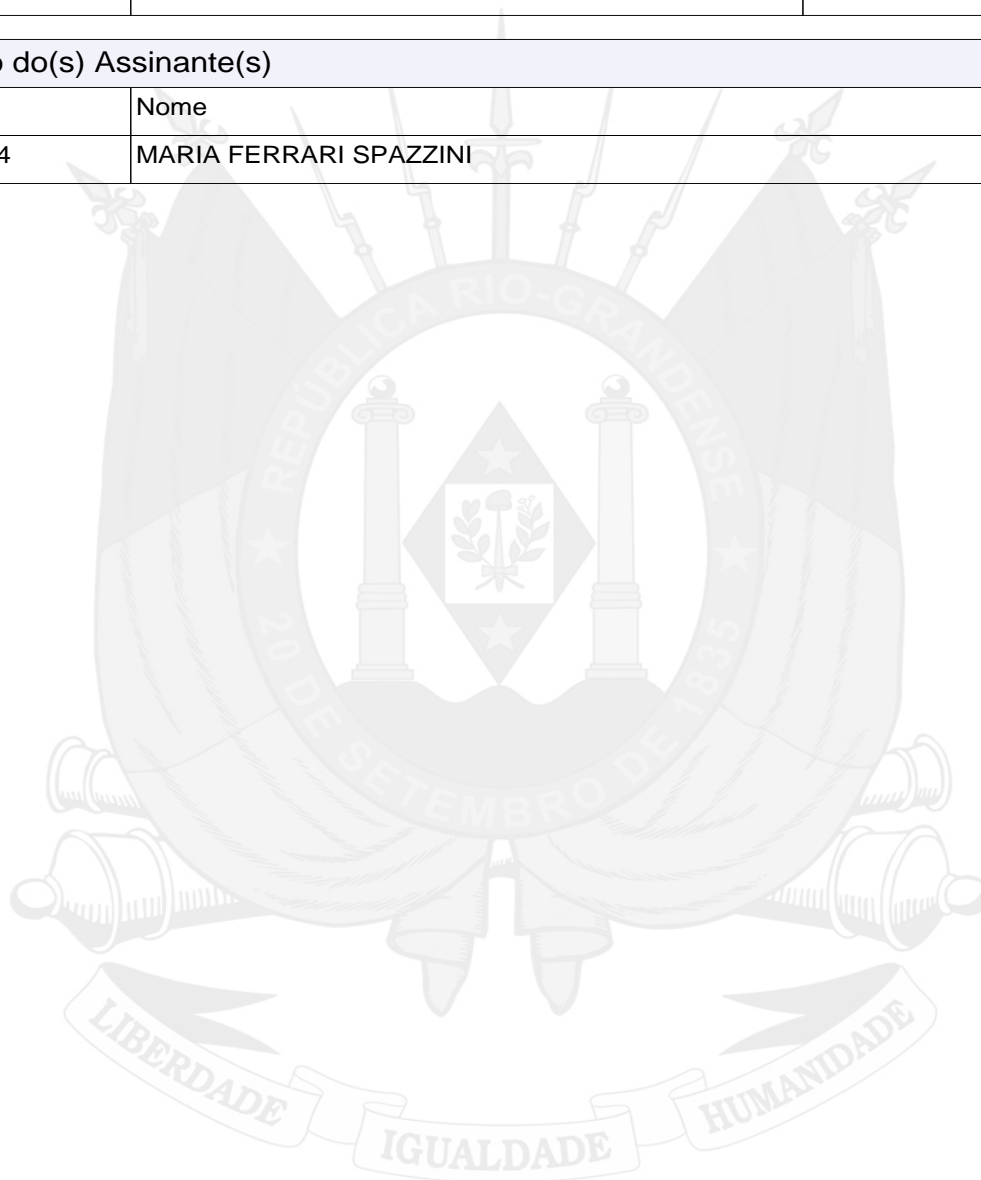 o do(s) Assinante(s)
Nome
4 MARIA FERRARI SPAZZINI
REPÚBLICA RIO-GRANDENSE
★ 20 DE SETEMBRO DE 1835 ★
LIBERDADE IGUALDADE HUMANIDADE